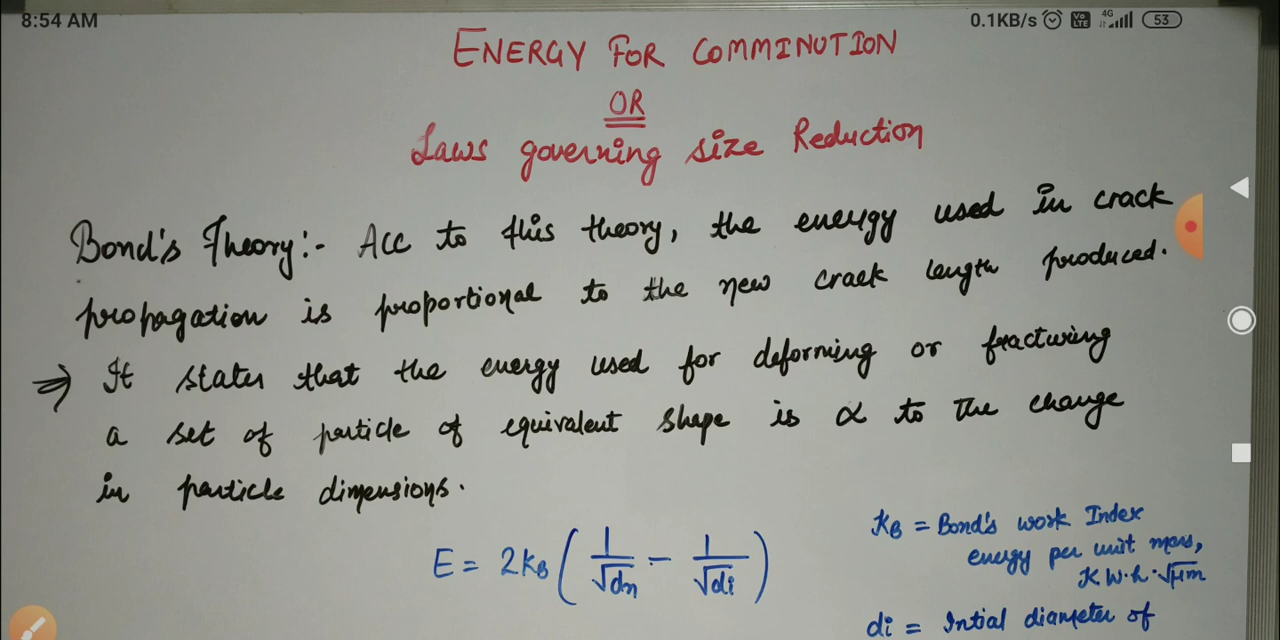 8:54 AM
0.1KB/s VoLTE 4G 53
ENERGY FOR COMMINUTION
OR
Laws governing size Reduction
Bond's Theory:- Acc to this theory, the energy used in crack
propagation is proportional to the new crack length produced.
⇒ It states that the energy used for deforming or fracturing
a set of particle of equivalent shape is α to the change
in particle dimensions.
E = 2kB ( 1/√dn − 1/√di )
KB = Bond's work Index
energy per unit mass,
K W.h.√μm
di = Intial diameter of